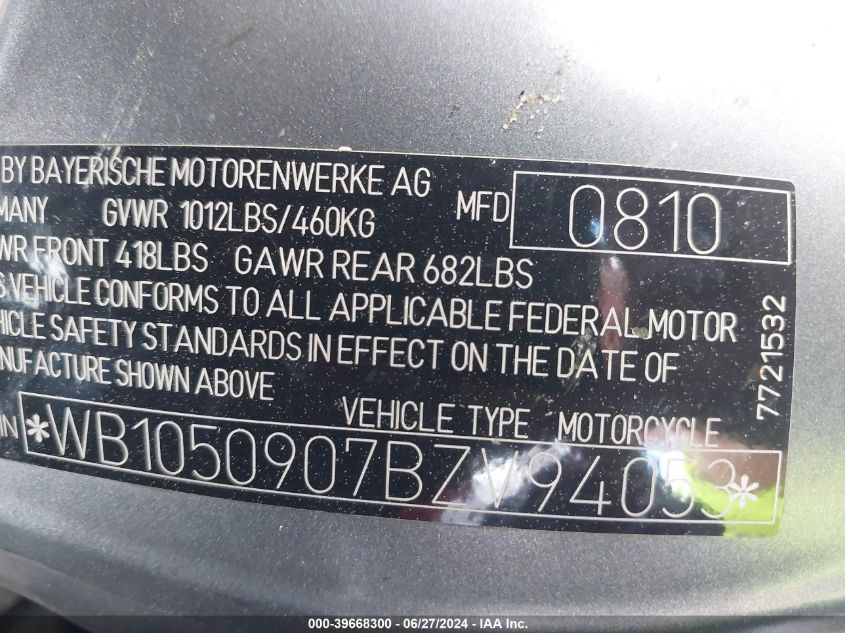 BY BAYERISCHE MOTORENWERKE AG
MANY GVWR 1012LBS/460KG MFD 0810
WR FRONT 418LBS GAWR REAR 682LBS
S VEHICLE CONFORMS TO ALL APPLICABLE FEDERAL MOTOR
HICLE SAFETY STANDARDS IN EFFECT ON THE DATE OF
NUFACTURE SHOWN ABOVE
VEHICLE TYPE MOTORCYCLE
IN *WB1050907BZV94053*
7721532
000-39668300 / 06/27/2024 - IAA Inc.